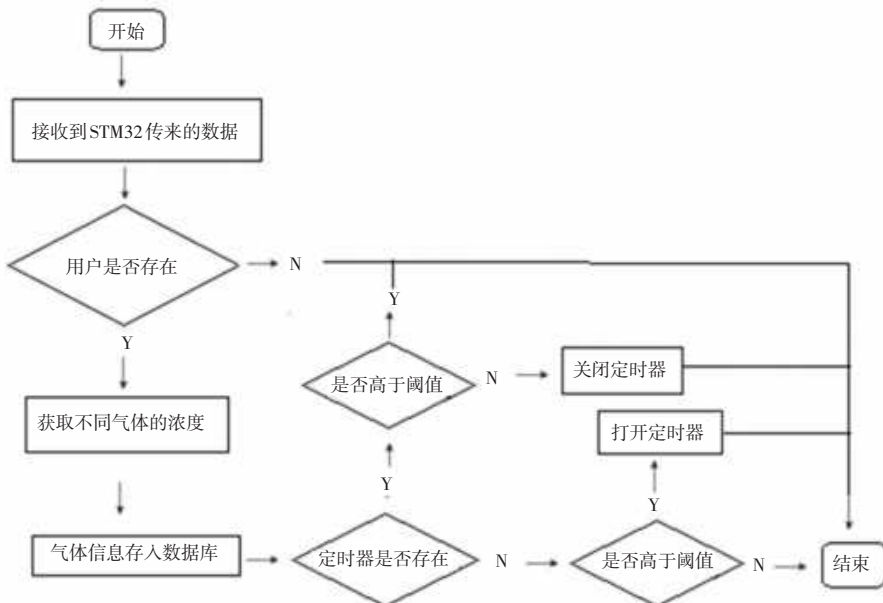 开始
接收到STM32传来的数据
用户是否存在
N
Y
Y
是否高于阈值
N
关闭定时器
获取不同气体的浓度
打开定时器
Y
Y
气体信息存入数据库
定时器是否存在
N
是否高于阈值
N
结束